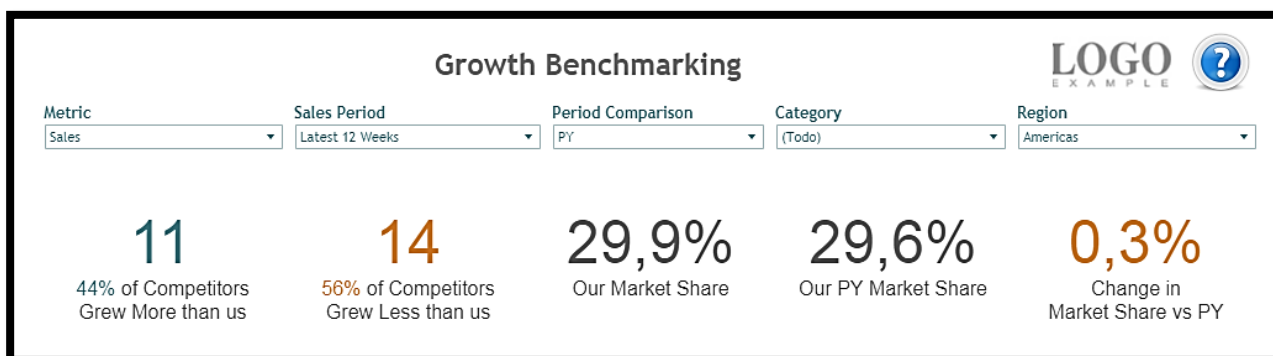 Growth Benchmarking
LOGO
EXAMPLE
?
Metric
Sales Period
Period Comparison
Category
Region
Sales
Latest 12 Weeks
PY
(Todo)
Americas
11
44% of Competitors
Grew More than us
14
56% of Competitors
Grew Less than us
29,9%
Our Market Share
29,6%
Our PY Market Share
0,3%
Change in
Market Share vs PY